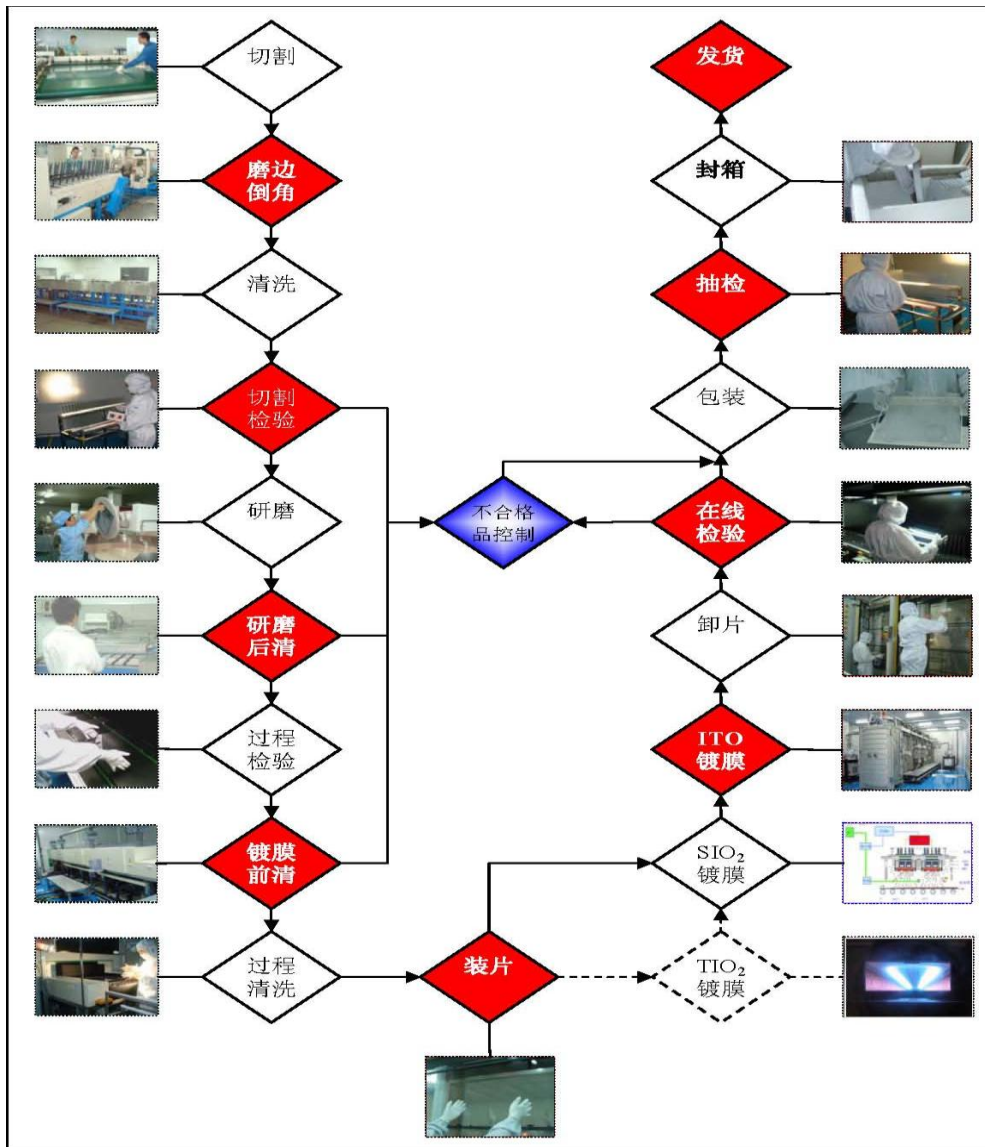 切割
磨边
倒角
清洗
切割
检验
研磨
研磨
后清
过程
检验
镀膜
前清
过程
清洗
装片
不合格
品控制
发货
封箱
抽检
包装
在线
检验
卸片
ITO
镀膜
SIO₂
镀膜
TIO₂
镀膜